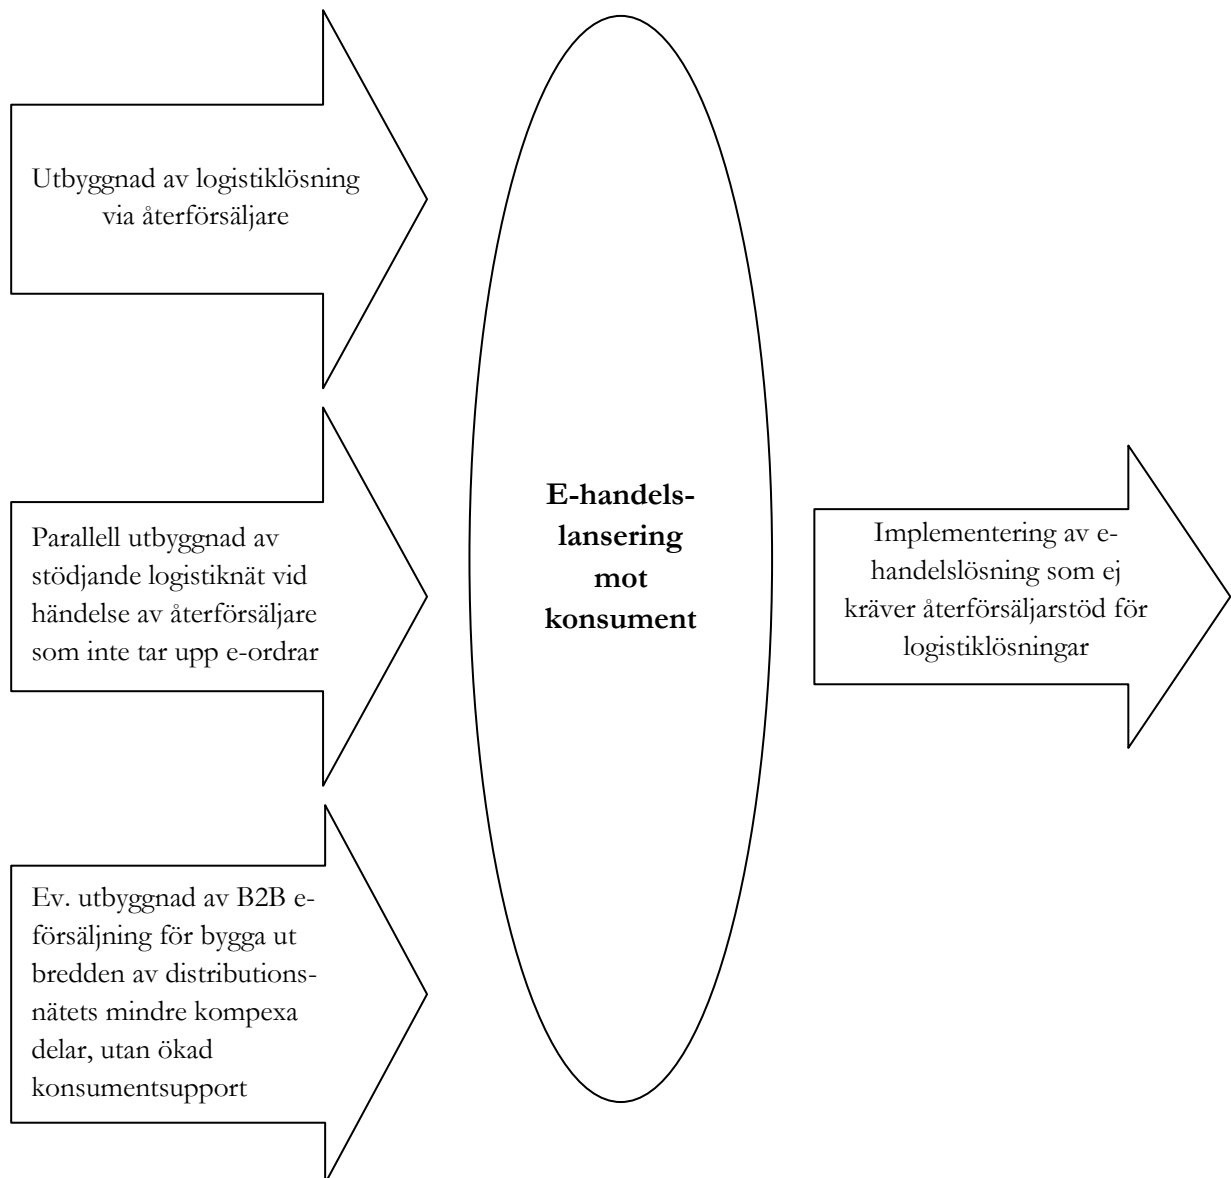 Utbyggnad av logistiklösning
via återförsäljare
Parallell utbyggnad av
stödjande logistiknät vid
händelse av återförsäljare
som inte tar upp e-ordrar
Ev. utbyggnad av B2B e-
försäljning för bygga ut
bredden av distributions-
nätets mindre kompexa
delar, utan ökad
konsumentsupport
E-handels-
lansering
mot
konsument
Implementering av e-
handelslösning som ej
kräver återförsäljarstöd för
logistiklösningar